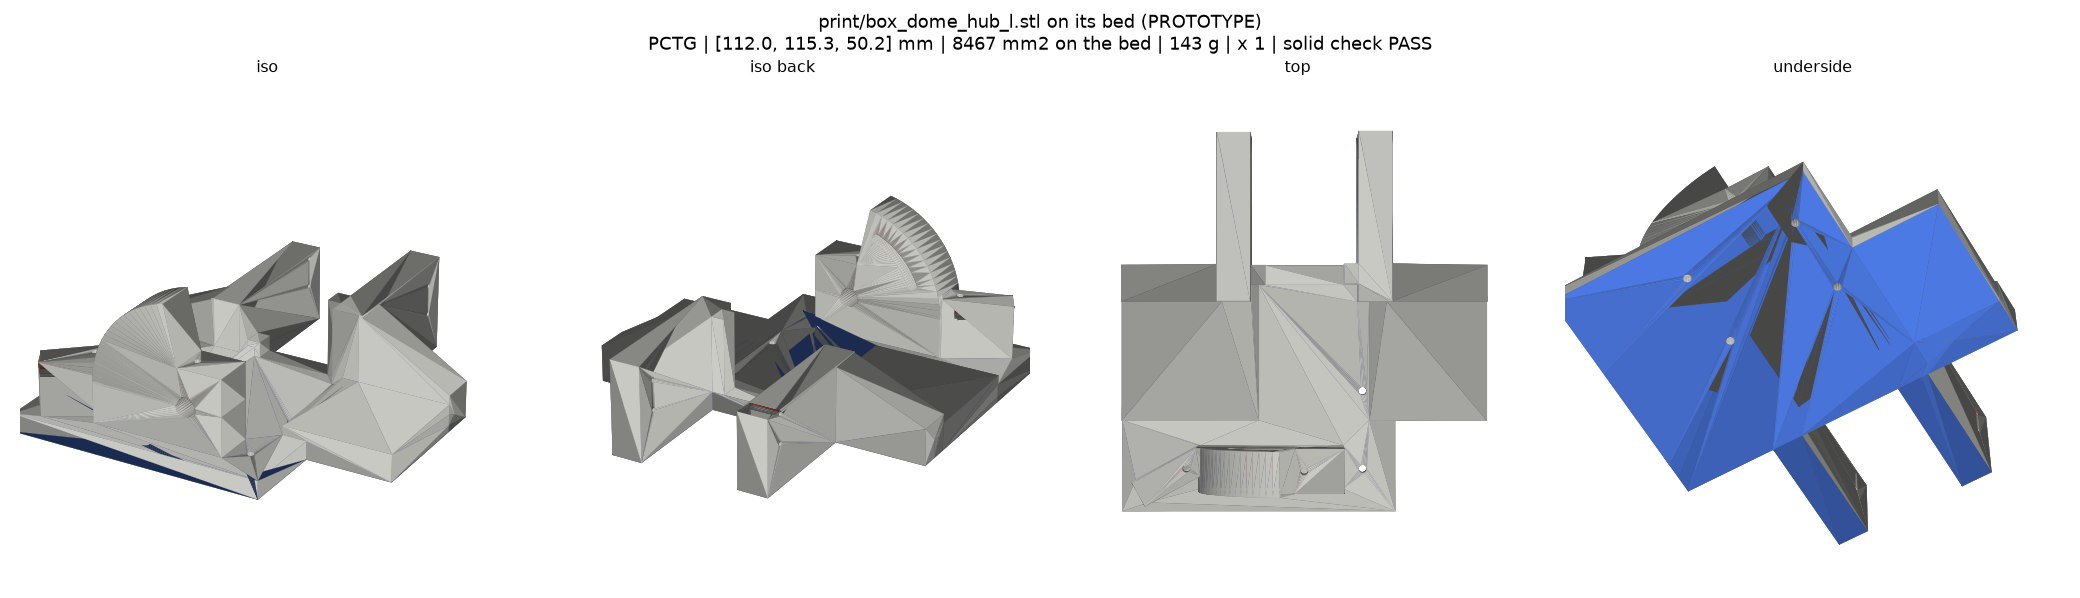 print/box_dome_hub_l.stl on its bed (PROTOTYPE)
PCTG | [112.0, 115.3, 50.2] mm | 8467 mm2 on the bed | 143 g | x 1 | solid check PASS
iso
iso back
top
underside